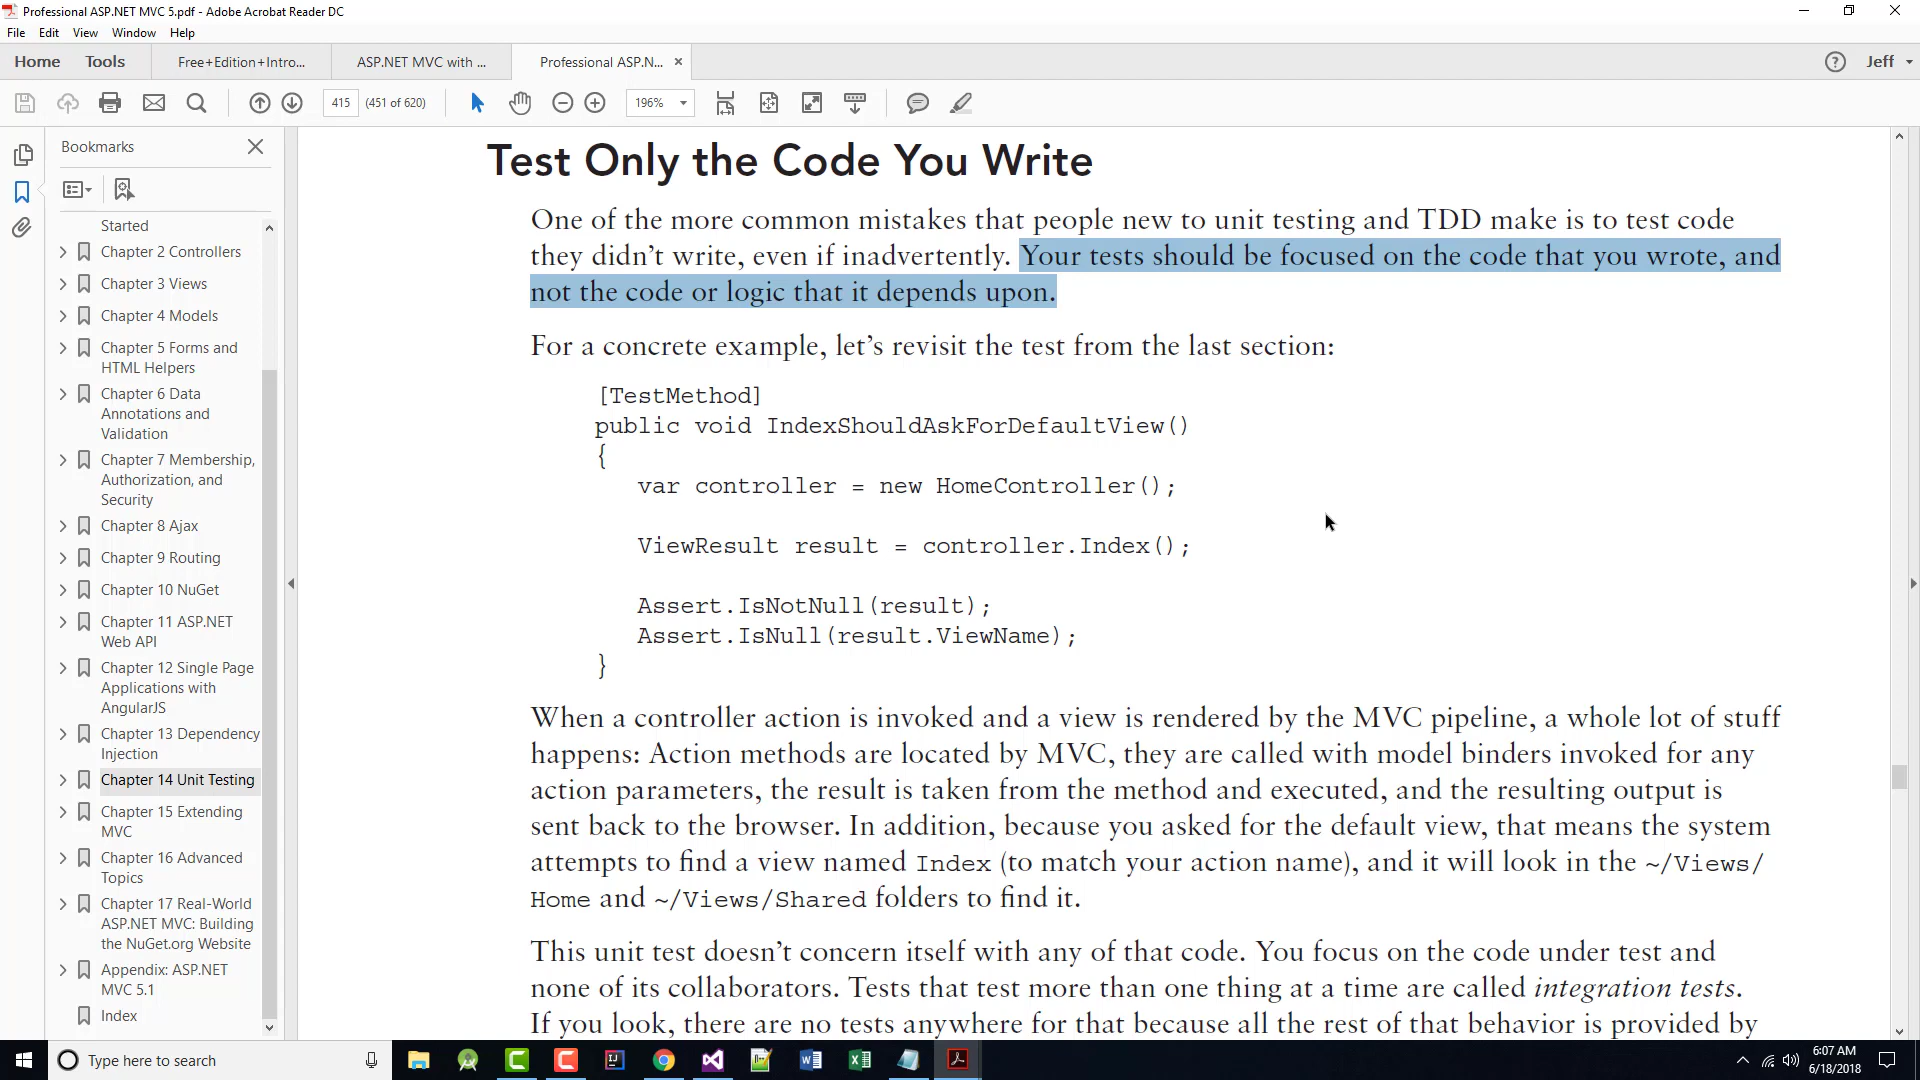 Professional ASP.NET MVC 5.pdf - Adobe Acrobat Reader DC
File Edit View Window Help
Home Tools Free+Edition+Intro... ASP.NET MVC with ... Professional ASP.N... Jeff
415 (451 of 620) 196%
Bookmarks
Started
Chapter 2 Controllers
Chapter 3 Views
Chapter 4 Models
Chapter 5 Forms and
HTML Helpers
Chapter 6 Data
Annotations and
Validation
Chapter 7 Membership,
Authorization, and
Security
Chapter 8 Ajax
Chapter 9 Routing
Chapter 10 NuGet
Chapter 11 ASP.NET
Web API
Chapter 12 Single Page
Applications with
AngularJS
Chapter 13 Dependency
Injection
Chapter 14 Unit Testing
Chapter 15 Extending
MVC
Chapter 16 Advanced
Topics
Chapter 17 Real-World
ASP.NET MVC: Building
the NuGet.org Website
Appendix: ASP.NET
MVC 5.1
Index
Test Only the Code You Write
One of the more common mistakes that people new to unit testing and TDD make is to test code
they didn’t write, even if inadvertently. Your tests should be focused on the code that you wrote, and
not the code or logic that it depends upon.
For a concrete example, let’s revisit the test from the last section:
[TestMethod]
public void IndexShouldAskForDefaultView()
{
var controller = new HomeController();
ViewResult result = controller.Index();
Assert.IsNotNull(result);
Assert.IsNull(result.ViewName);
}
When a controller action is invoked and a view is rendered by the MVC pipeline, a whole lot of stuff
happens: Action methods are located by MVC, they are called with model binders invoked for any
action parameters, the result is taken from the method and executed, and the resulting output is
sent back to the browser. In addition, because you asked for the default view, that means the system
attempts to find a view named Index (to match your action name), and it will look in the ~/Views/
Home and ~/Views/Shared folders to find it.
This unit test doesn’t concern itself with any of that code. You focus on the code under test and
none of its collaborators. Tests that test more than one thing at a time are called integration tests.
If you look, there are no tests anywhere for that because all the rest of that behavior is provided by
Type here to search
6:07 AM
6/18/2018